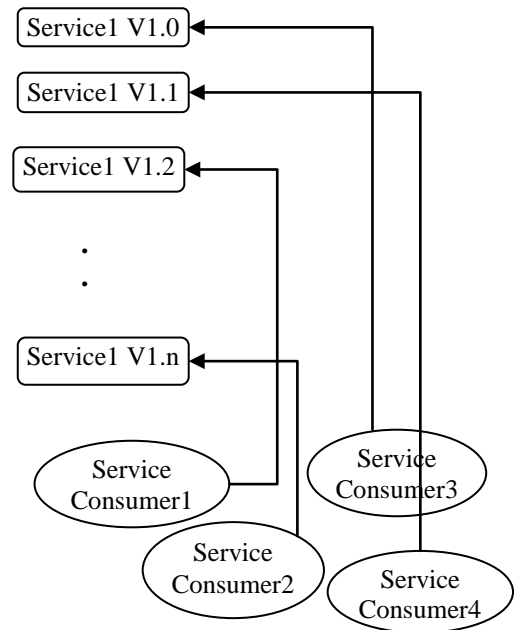 Service1 V1.0
Service1 V1.1
Service1 V1.2
.
.
Service1 V1.n
Service
Consumer1
Service
Consumer2
Service
Consumer3
Service
Consumer4